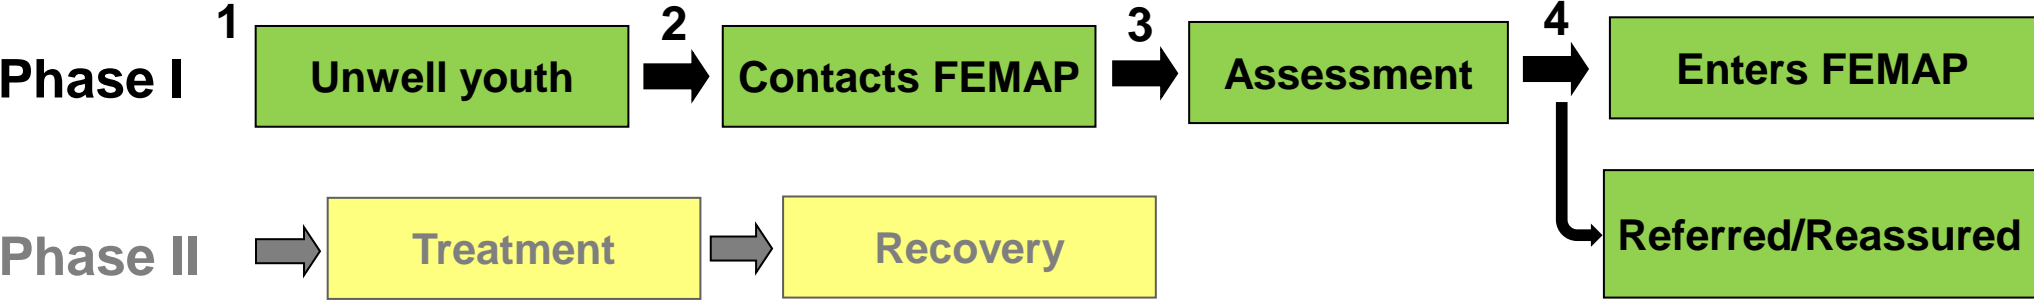 1
2
3
4
Phase I
Unwell youth
Contacts FEMAP
Assessment
Enters FEMAP
Referred/Reassured
Phase II
Treatment
Recovery